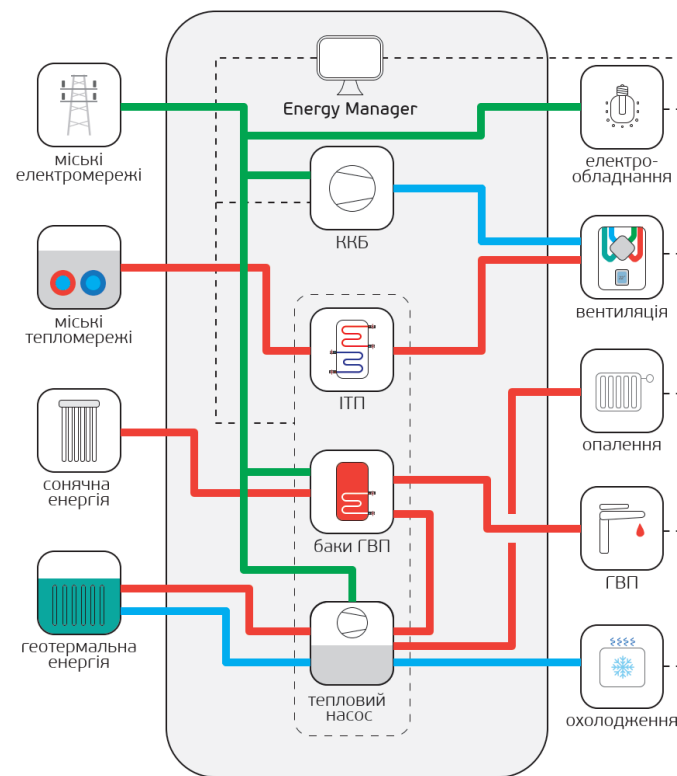 Energy Manager
міські
електромережі
електро-
обладнання
ККБ
міські
тепломережі
вентиляція
ІТП
сонячна
енергія
опалення
баки ГВП
ГВП
геотермальна
енергія
тепловий
насос
охолодження